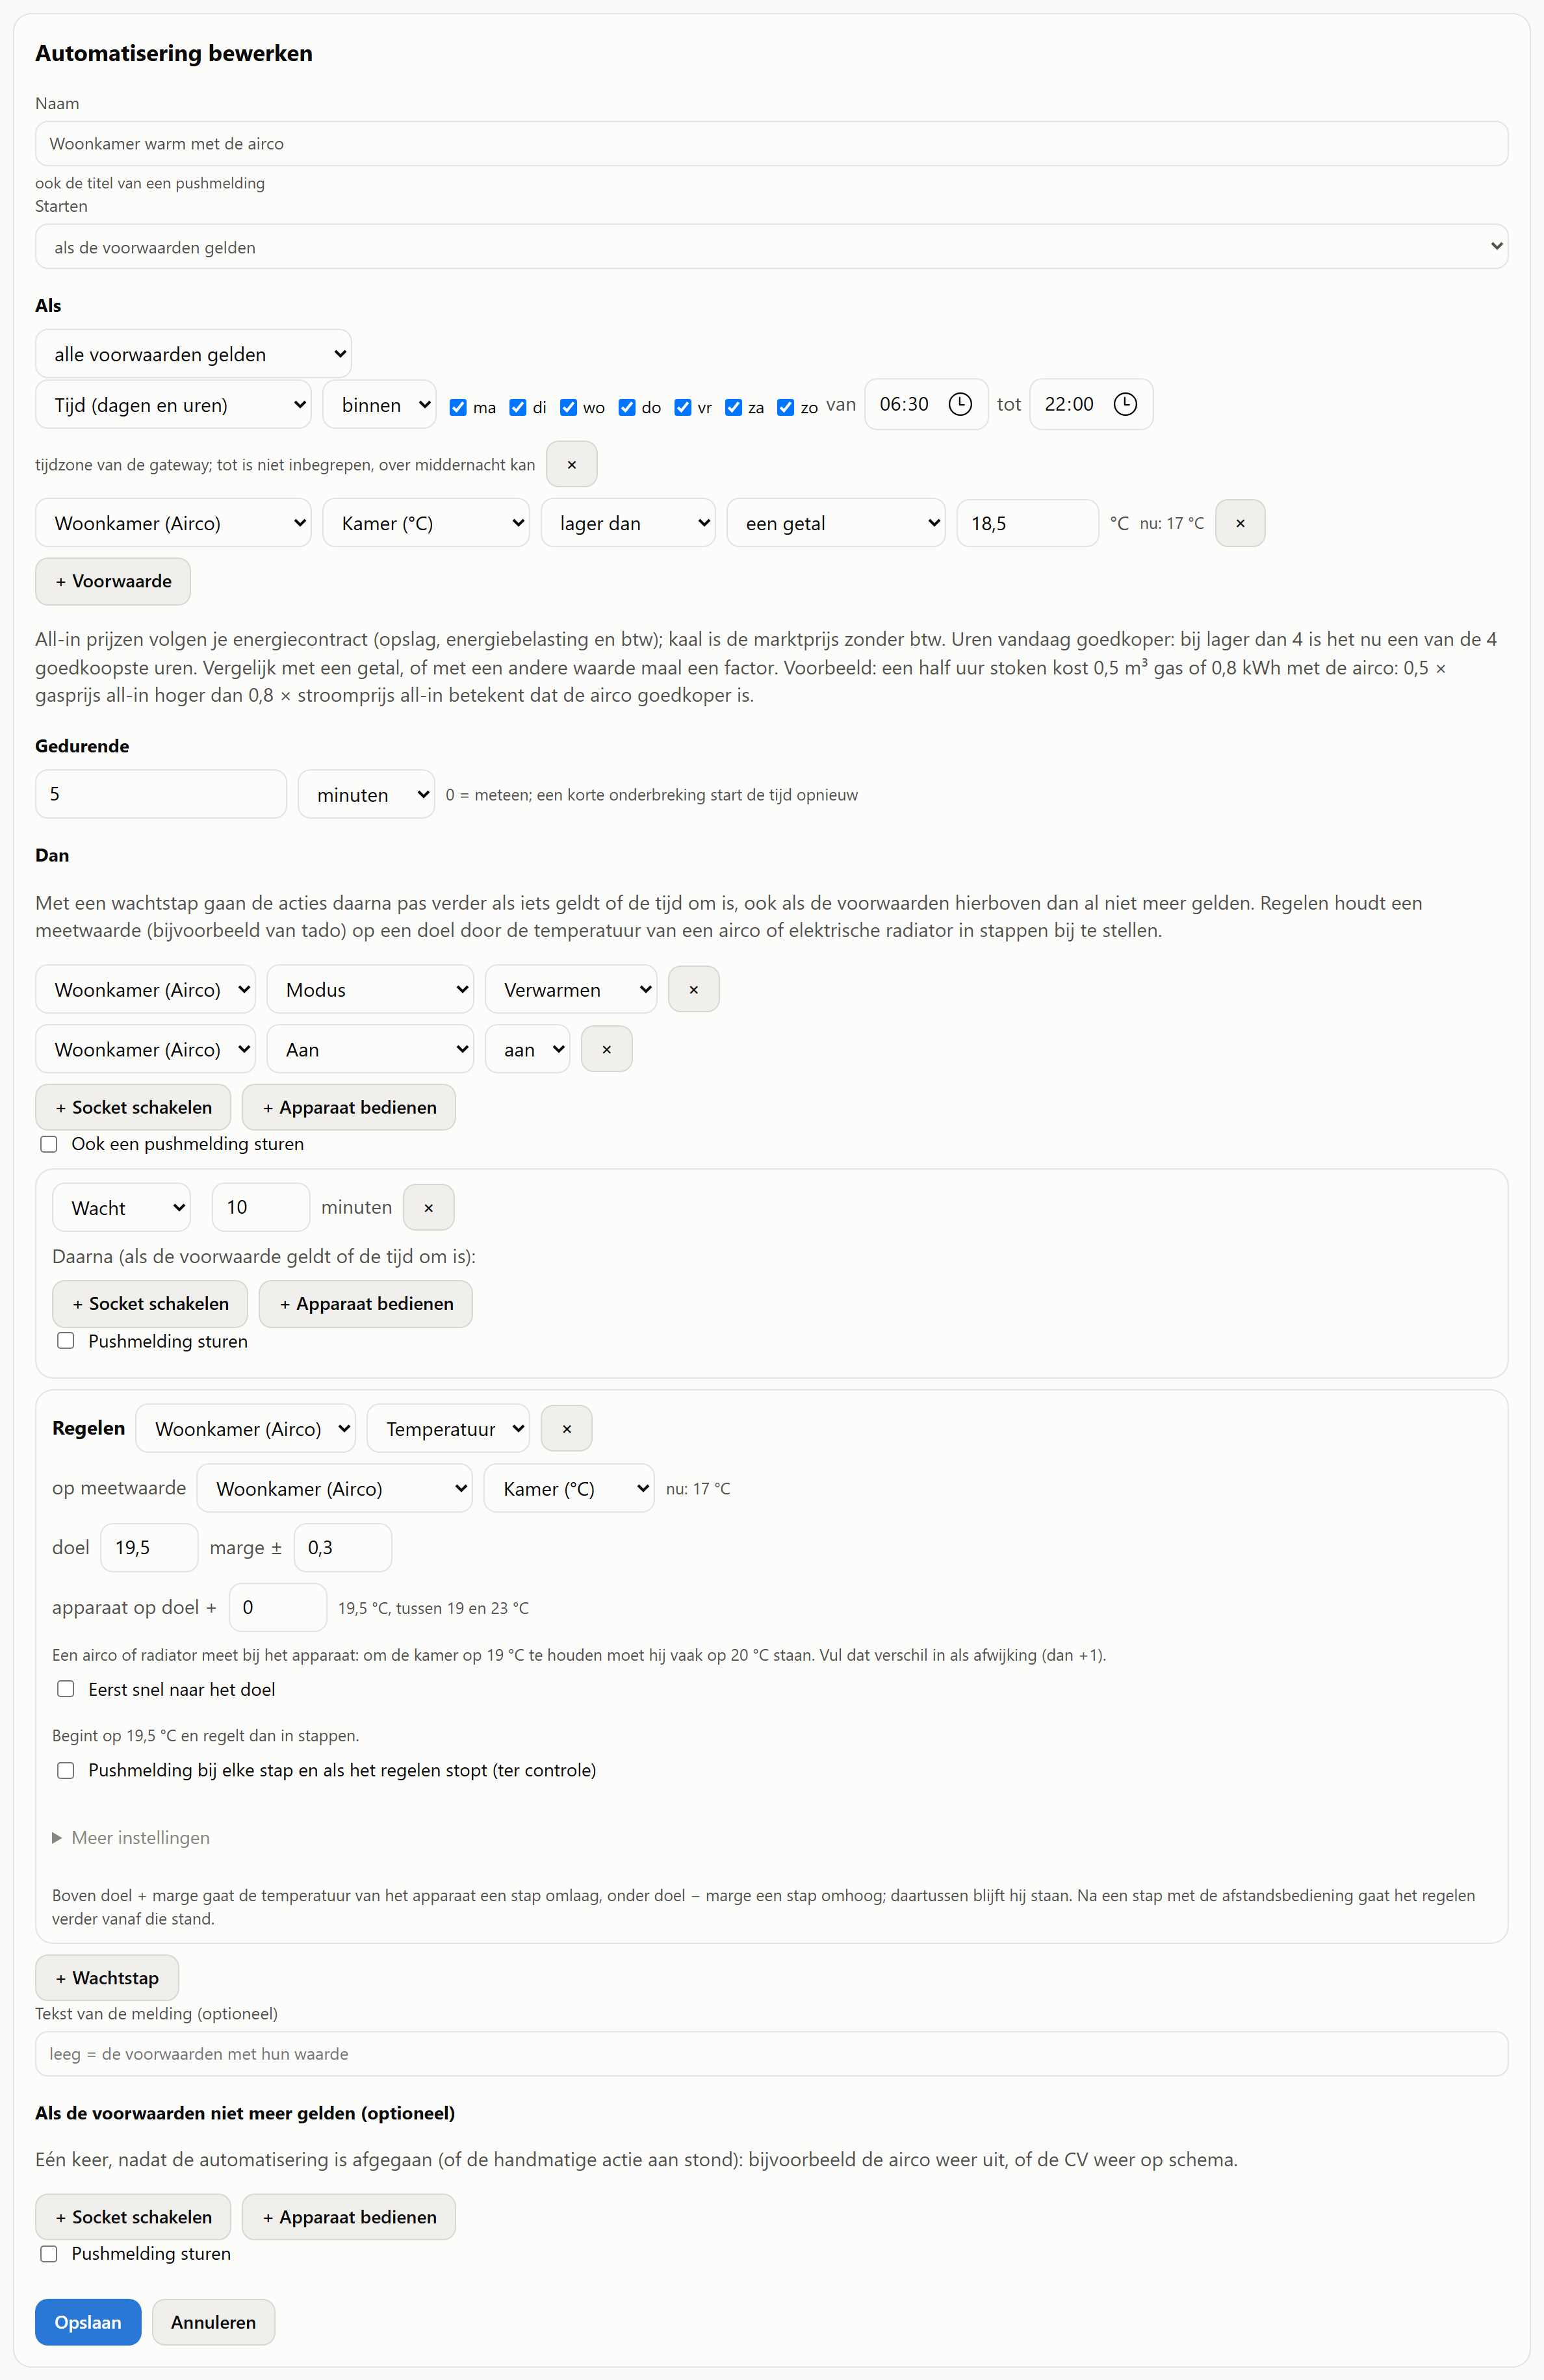 Automatisering bewerken
Naam
Woonkamer warm met de airco
ook de titel van een pushmelding
Starten
als de voorwaarden gelden
Als
alle voorwaarden gelden
Tijd (dagen en uren) binnen ma di wo do vr za zo van 06:30 tot 22:00
tijdzone van de gateway; tot is niet inbegrepen, over middernacht kan ×
Woonkamer (Airco) Kamer (°C) lager dan een getal 18,5 °C nu: 17 °C ×
+ Voorwaarde
All-in prijzen volgen je energiecontract (opslag, energiebelasting en btw); kaal is de marktprijs zonder btw. Uren vandaag goedkoper: bij lager dan 4 is het nu een van de 4
goedkoopste uren. Vergelijk met een getal, of met een andere waarde maal een factor. Voorbeeld: een half uur stoken kost 0,5 m³ gas of 0,8 kWh met de airco: 0,5 ×
gasprijs all-in hoger dan 0,8 × stroomprijs all-in betekent dat de airco goedkoper is.
Gedurende
5 minuten 0 = meteen; een korte onderbreking start de tijd opnieuw
Dan
Met een wachtstap gaan de acties daarna pas verder als iets geldt of de tijd om is, ook als de voorwaarden hierboven dan al niet meer gelden. Regelen houdt een
meetwaarde (bijvoorbeeld van tado) op een doel door de temperatuur van een airco of elektrische radiator in stappen bij te stellen.
Woonkamer (Airco) Modus Verwarmen ×
Woonkamer (Airco) Aan aan ×
+ Socket schakelen + Apparaat bedienen
Ook een pushmelding sturen
Wacht 10 minuten ×
Daarna (als de voorwaarde geldt of de tijd om is):
+ Socket schakelen + Apparaat bedienen
Pushmelding sturen
Regelen Woonkamer (Airco) Temperatuur ×
op meetwaarde Woonkamer (Airco) Kamer (°C) nu: 17 °C
doel 19,5 marge ± 0,3
apparaat op doel + 0 19,5 °C, tussen 19 en 23 °C
Een airco of radiator meet bij het apparaat: om de kamer op 19 °C te houden moet hij vaak op 20 °C staan. Vul dat verschil in als afwijking (dan +1).
Eerst snel naar het doel
Begint op 19,5 °C en regelt dan in stappen.
Pushmelding bij elke stap en als het regelen stopt (ter controle)
Meer instellingen
Boven doel + marge gaat de temperatuur van het apparaat een stap omlaag, onder doel − marge een stap omhoog; daartussen blijft hij staan. Na een stap met de afstandsbediening gaat het regelen
verder vanaf die stand.
+ Wachtstap
Tekst van de melding (optioneel)
leeg = de voorwaarden met hun waarde
Als de voorwaarden niet meer gelden (optioneel)
Eén keer, nadat de automatisering is afgegaan (of de handmatige actie aan stond): bijvoorbeeld de airco weer uit, of de CV weer op schema.
+ Socket schakelen + Apparaat bedienen
Pushmelding sturen
Opslaan Annuleren